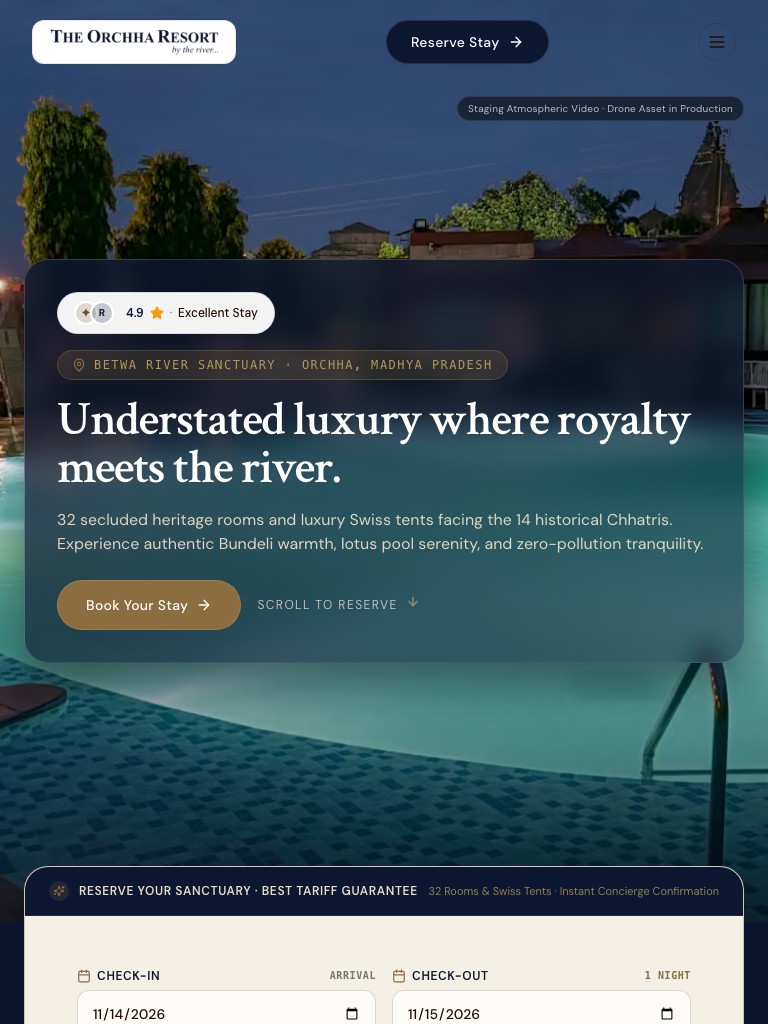 THE ORCHHA RESORT
by the river...
Reserve Stay
Staging Atmospheric Video · Drone Asset in Production
R 4.9 · Excellent Stay
BETWA RIVER SANCTUARY · ORCHHA, MADHYA PRADESH
Understated luxury where royalty
meets the river.
32 secluded heritage rooms and luxury Swiss tents facing the 14 historical Chhatris.
Experience authentic Bundeli warmth, lotus pool serenity, and zero-pollution tranquility.
Book Your Stay
SCROLL TO RESERVE
RESERVE YOUR SANCTUARY · BEST TARIFF GUARANTEE
32 Rooms & Swiss Tents · Instant Concierge Confirmation
CHECK-IN ARRIVAL
CHECK-OUT 1 NIGHT
11/14/2026
11/15/2026